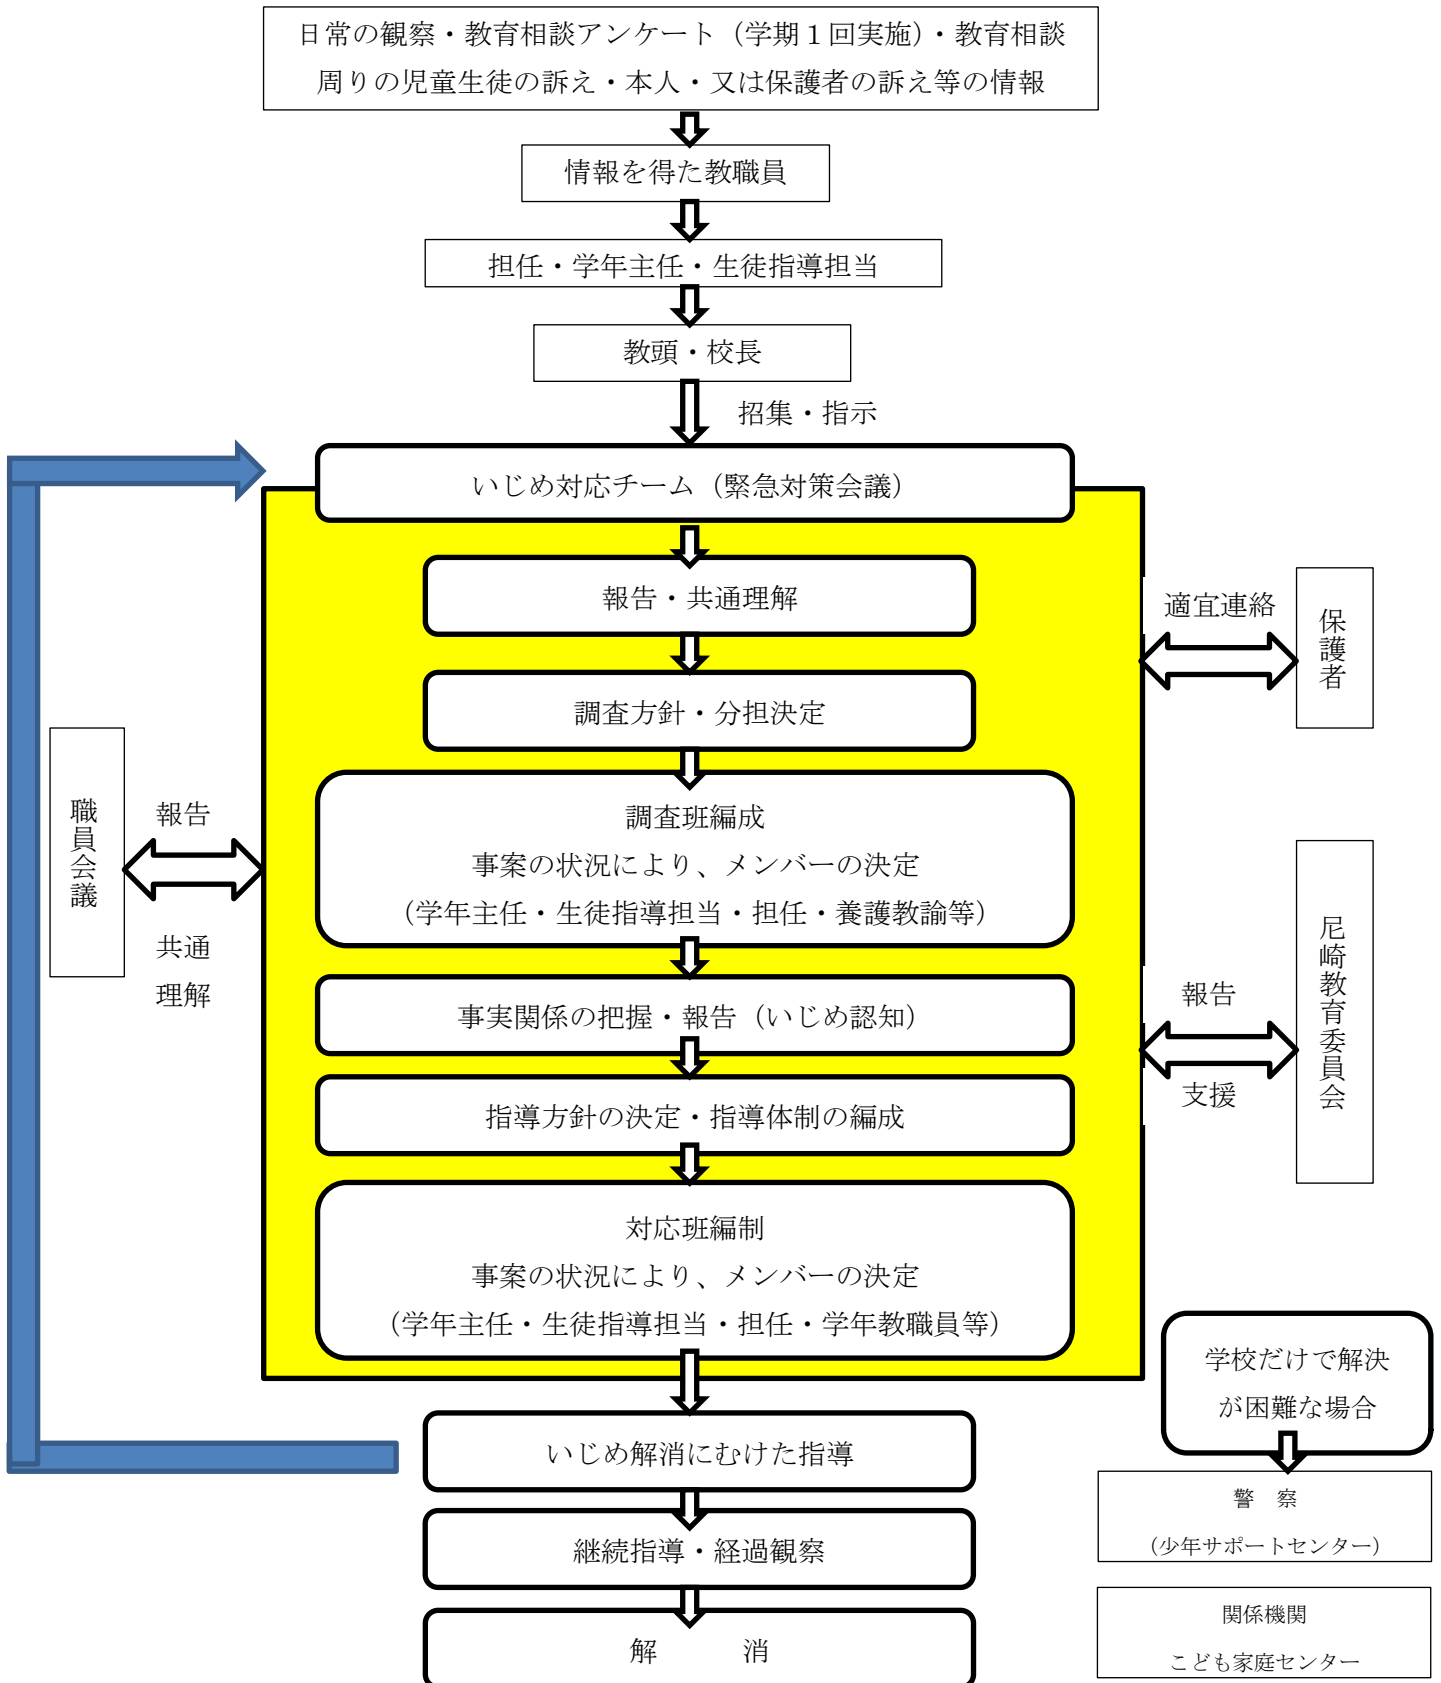 日常の観察・教育相談アンケート（学期１回実施）・教育相談
周りの児童生徒の訴え・本人・又は保護者の訴え等の情報
情報を得た教職員
担任・学年主任・生徒指導担当
教頭・校長
招集・指示
いじめ対応チーム（緊急対策会議）
報告・共通理解
調査方針・分担決定
調査班編成
事案の状況により、メンバーの決定
（学年主任・生徒指導担当・担任・養護教諭等）
事実関係の把握・報告（いじめ認知）
指導方針の決定・指導体制の編成
対応班編制
事案の状況により、メンバーの決定
（学年主任・生徒指導担当・担任・学年教職員等）
いじめ解消にむけた指導
継続指導・経過観察
解　　　消
職員会議
報告
共通
理解
適宜連絡
保護者
報告
支援
尼崎教育委員会
学校だけで解決
が困難な場合
警　察
（少年サポートセンター）
関係機関
こども家庭センター